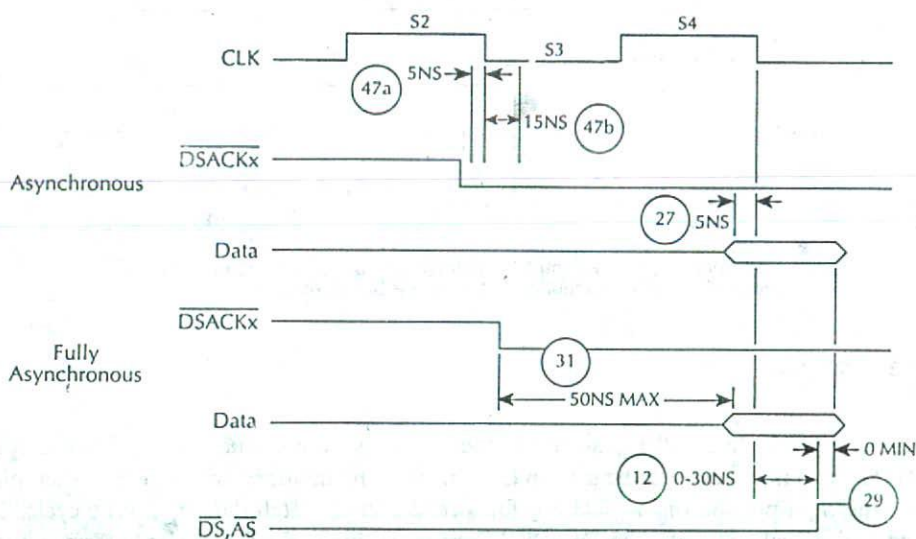 S2
S4
CLK
S3
5NS
47a
15NS
47b
DSACKx
Asynchronous
27
5NS
Data
DSACKx
Fully
Asynchronous
31
50NS MAX
Data
0 MIN
12
0-30NS
29
DS,AS